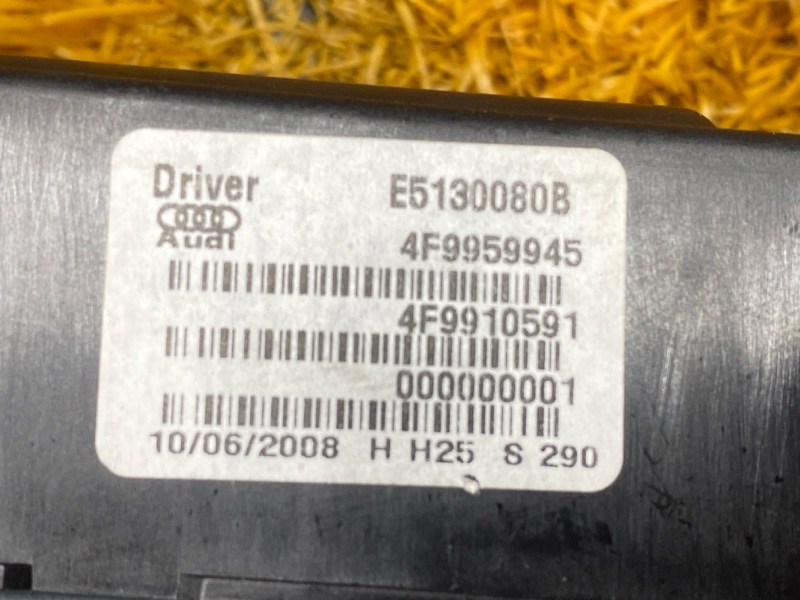 Driver E5130080B
Audi 4F9959945
4F9910591
000000001
10/06/2008 H H25 S 290